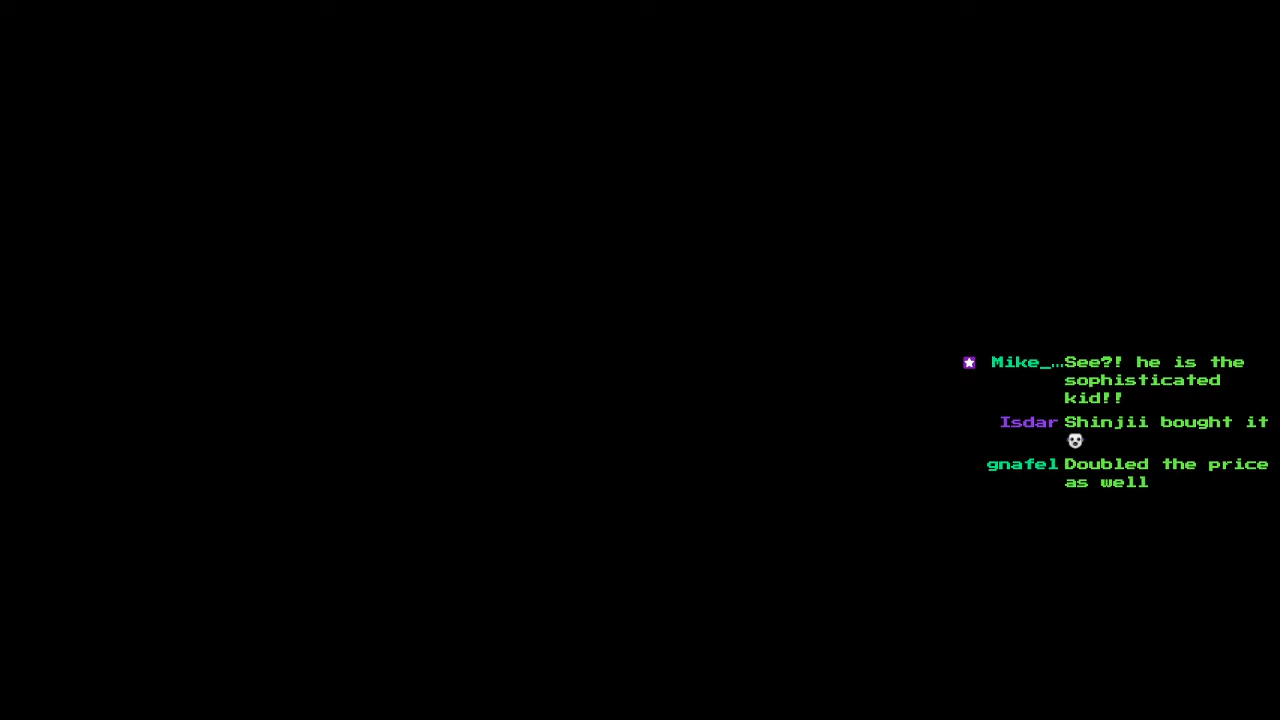 Mike_...See?! he is the
sophisticated
kid!!
Isdar Shinjii bought it
gnafel Doubled the price
as well